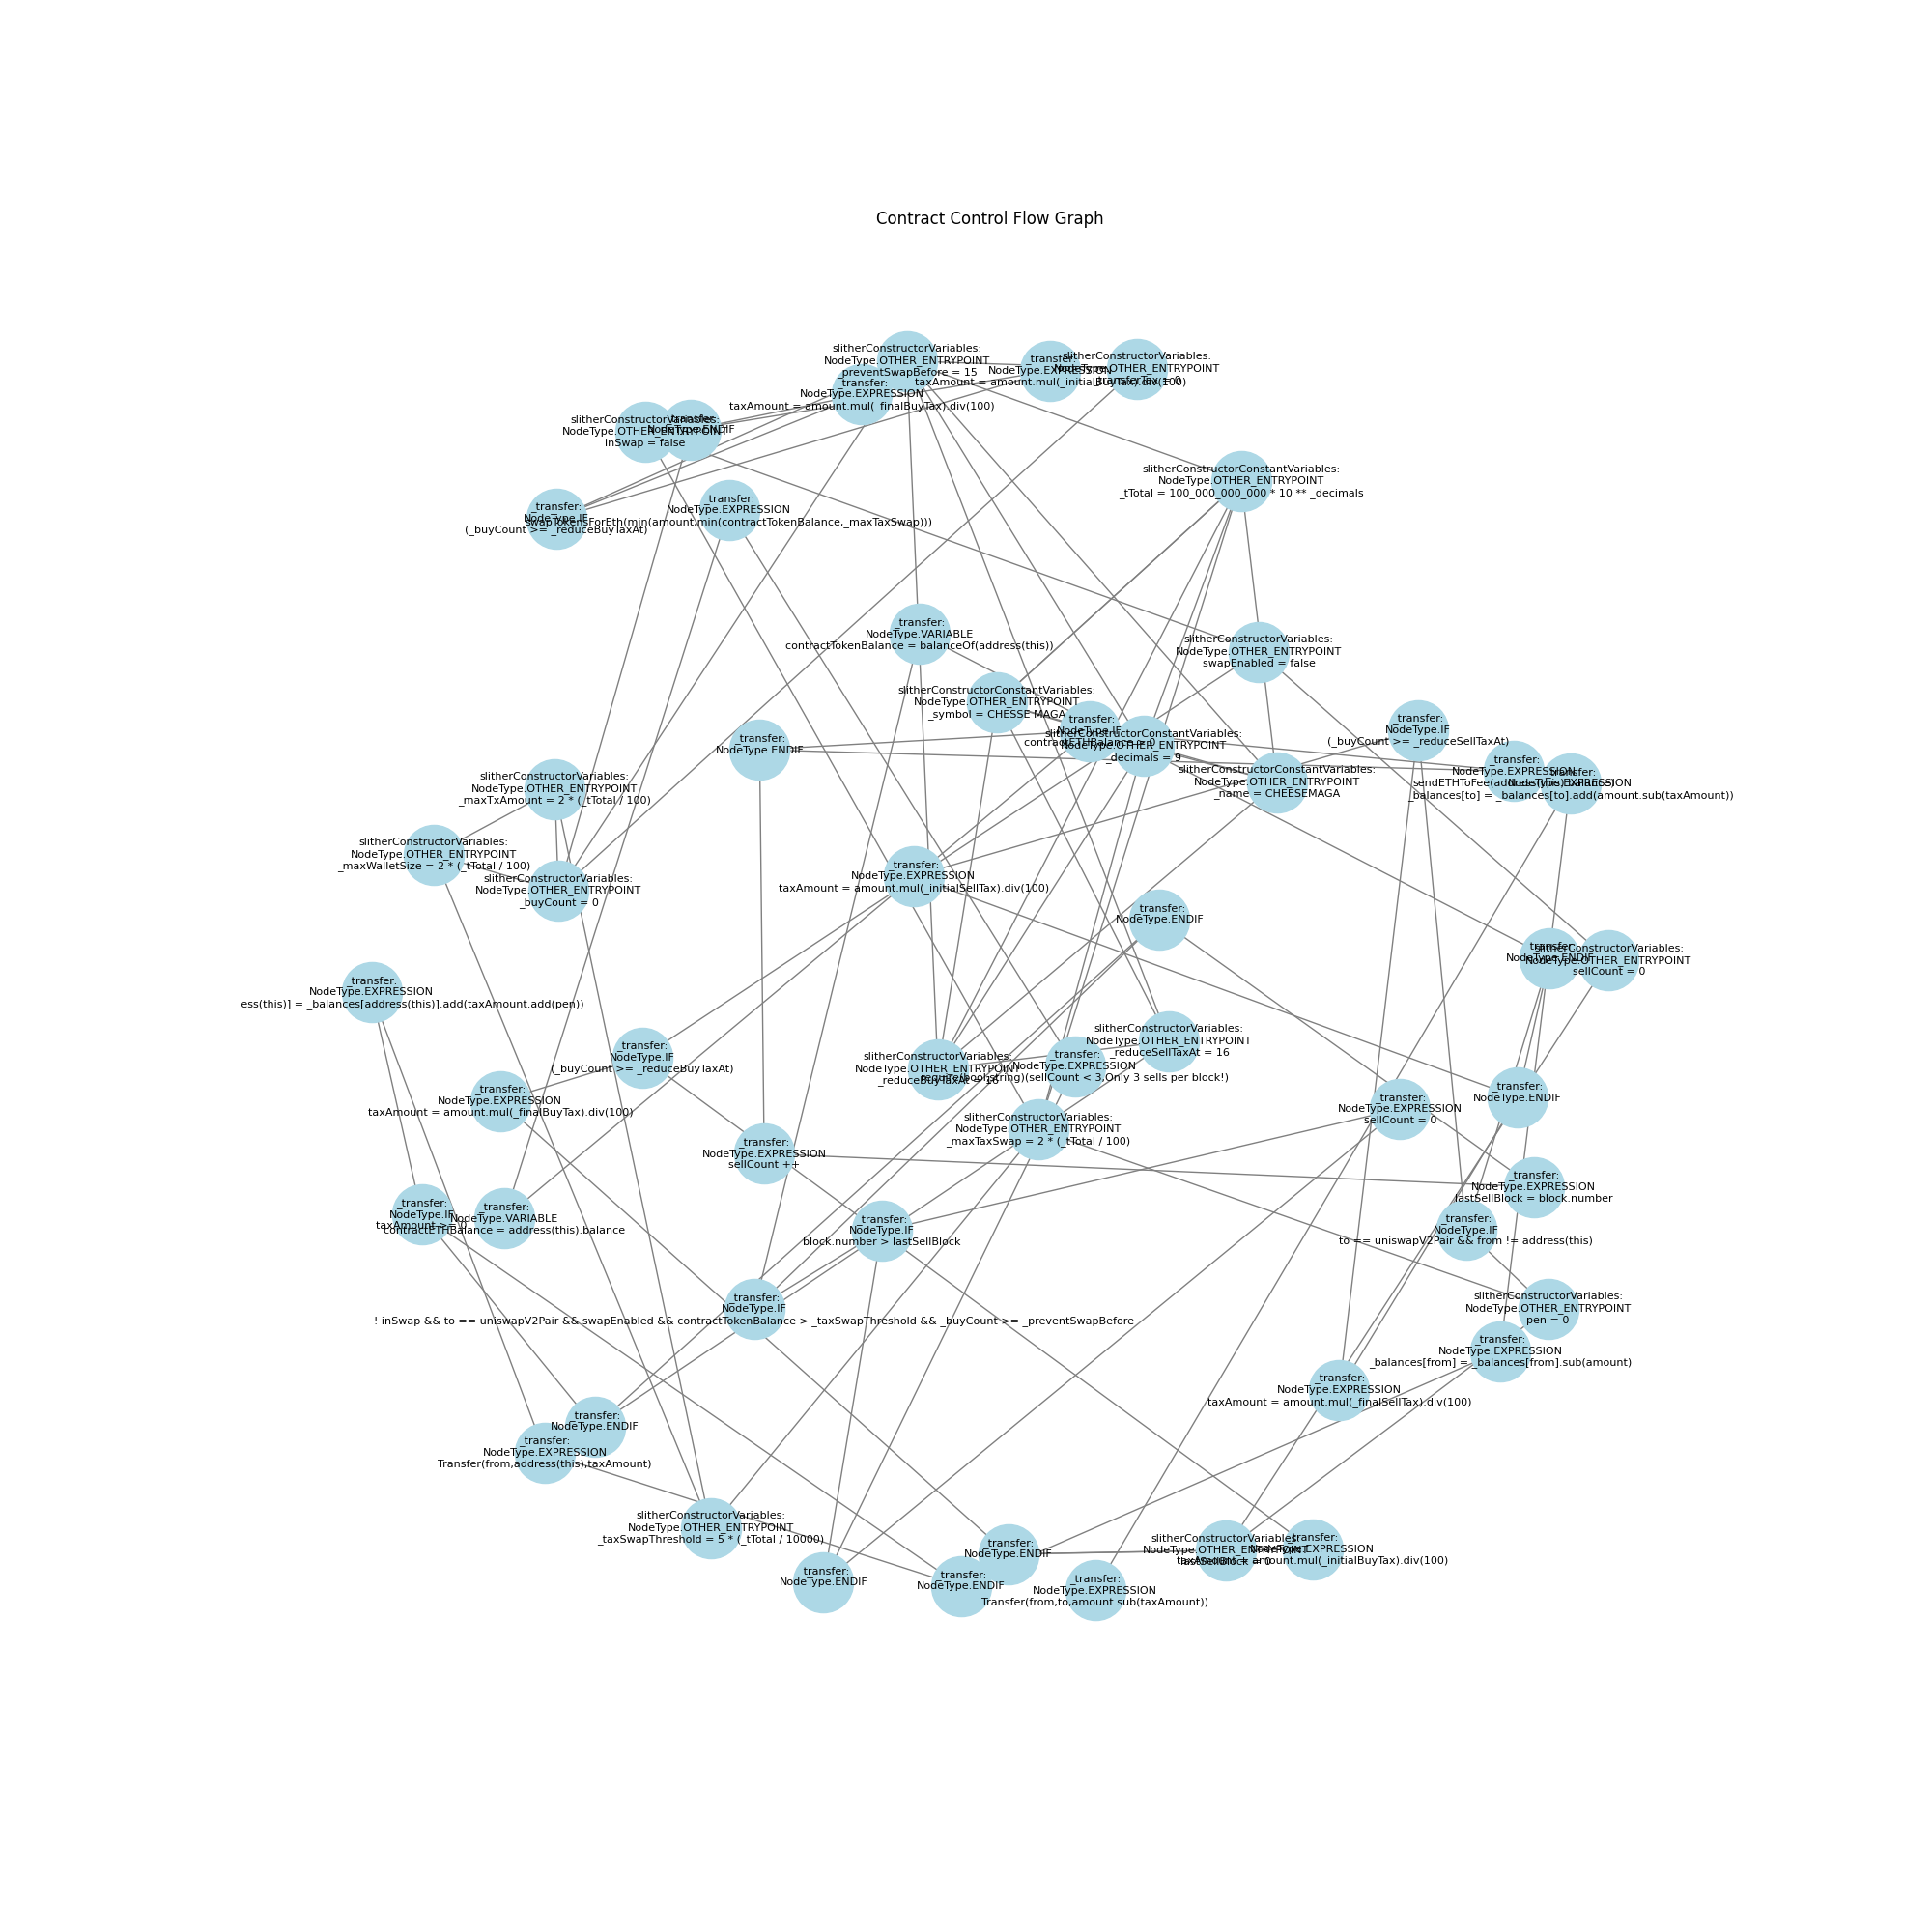 Contract Control Flow Graph
slitherConstructorVariables:
NodeType.OTHER_ENTRYPOINT
_preventSwapBefore = 15
_transfer:
NodeType.EXPRESSION
taxAmount = amount.mul(_initialBuyTax).div(100)
slitherConstructorVariables:
NodeType.OTHER_ENTRYPOINT
_transferTax = 0
_transfer:
NodeType.EXPRESSION
taxAmount = amount.mul(_finalBuyTax).div(100)
slitherConstructorVariables:
NodeType.OTHER_ENTRYPOINT
inSwap = false
_transfer:
NodeType.ENDIF
slitherConstructorConstantVariables:
NodeType.OTHER_ENTRYPOINT
_tTotal = 100_000_000_000 * 10 ** _decimals
_transfer:
NodeType.IF
(_buyCount >= _reduceBuyTaxAt)
_transfer:
NodeType.EXPRESSION
swapTokensForEth(min(amount,min(contractTokenBalance,_maxTaxSwap)))
_transfer:
NodeType.VARIABLE
contractTokenBalance = balanceOf(address(this))
slitherConstructorVariables:
NodeType.OTHER_ENTRYPOINT
swapEnabled = false
slitherConstructorConstantVariables:
NodeType.OTHER_ENTRYPOINT
_symbol = CHESSE MAGA
_transfer:
NodeType.IF
contractETHBalance > 0
slitherConstructorConstantVariables:
NodeType.OTHER_ENTRYPOINT
_decimals = 9
_transfer:
NodeType.IF
(_buyCount >= _reduceSellTaxAt)
_transfer:
NodeType.ENDIF
_transfer:
NodeType.EXPRESSION
sendETHToFee(address(this).balance)
_transfer:
NodeType.EXPRESSION
_balances[to] = _balances[to].add(amount.sub(taxAmount))
slitherConstructorConstantVariables:
NodeType.OTHER_ENTRYPOINT
_name = CHEESEMAGA
slitherConstructorVariables:
NodeType.OTHER_ENTRYPOINT
_maxTxAmount = 2 * (_tTotal / 100)
slitherConstructorVariables:
NodeType.OTHER_ENTRYPOINT
_maxWalletSize = 2 * (_tTotal / 100)
slitherConstructorVariables:
NodeType.OTHER_ENTRYPOINT
_buyCount = 0
_transfer:
NodeType.EXPRESSION
taxAmount = amount.mul(_initialSellTax).div(100)
_transfer:
NodeType.ENDIF
_transfer:
NodeType.ENDIF
slitherConstructorVariables:
NodeType.OTHER_ENTRYPOINT
sellCount = 0
_transfer:
NodeType.EXPRESSION
ess(this)] = _balances[address(this)].add(taxAmount.add(pen))
slitherConstructorVariables:
NodeType.OTHER_ENTRYPOINT
_reduceSellTaxAt = 16
_transfer:
NodeType.IF
(_buyCount >= _reduceBuyTaxAt)
slitherConstructorVariables:
NodeType.OTHER_ENTRYPOINT
_reduceBuyTaxAt = 16
_transfer:
NodeType.EXPRESSION
require(bool,string)(sellCount < 3,Only 3 sells per block!)
_transfer:
NodeType.EXPRESSION
taxAmount = amount.mul(_finalBuyTax).div(100)
_transfer:
NodeType.EXPRESSION
sellCount = 0
_transfer:
NodeType.ENDIF
slitherConstructorVariables:
NodeType.OTHER_ENTRYPOINT
_maxTaxSwap = 2 * (_tTotal / 100)
_transfer:
NodeType.EXPRESSION
sellCount ++
_transfer:
NodeType.EXPRESSION
lastSellBlock = block.number
_transfer:
NodeType.IF
taxAmount > 0
_transfer:
NodeType.VARIABLE
contractETHBalance = address(this).balance
_transfer:
NodeType.IF
block.number > lastSellBlock
_transfer:
NodeType.IF
to == uniswapV2Pair && from != address(this)
_transfer:
NodeType.IF
! inSwap && to == uniswapV2Pair && swapEnabled && contractTokenBalance > _taxSwapThreshold && _buyCount >= _preventSwapBefore
slitherConstructorVariables:
NodeType.OTHER_ENTRYPOINT
pen = 0
_transfer:
NodeType.EXPRESSION
_balances[from] = _balances[from].sub(amount)
_transfer:
NodeType.EXPRESSION
taxAmount = amount.mul(_finalSellTax).div(100)
_transfer:
NodeType.ENDIF
_transfer:
NodeType.EXPRESSION
Transfer(from,address(this),taxAmount)
slitherConstructorVariables:
NodeType.OTHER_ENTRYPOINT
_taxSwapThreshold = 5 * (_tTotal / 10000)
_transfer:
NodeType.ENDIF
slitherConstructorVariables:
NodeType.OTHER_ENTRYPOINT
lastSellBlock = 0
_transfer:
NodeType.EXPRESSION
taxAmount = amount.mul(_initialBuyTax).div(100)
_transfer:
NodeType.ENDIF
_transfer:
NodeType.ENDIF
_transfer:
NodeType.EXPRESSION
Transfer(from,to,amount.sub(taxAmount))